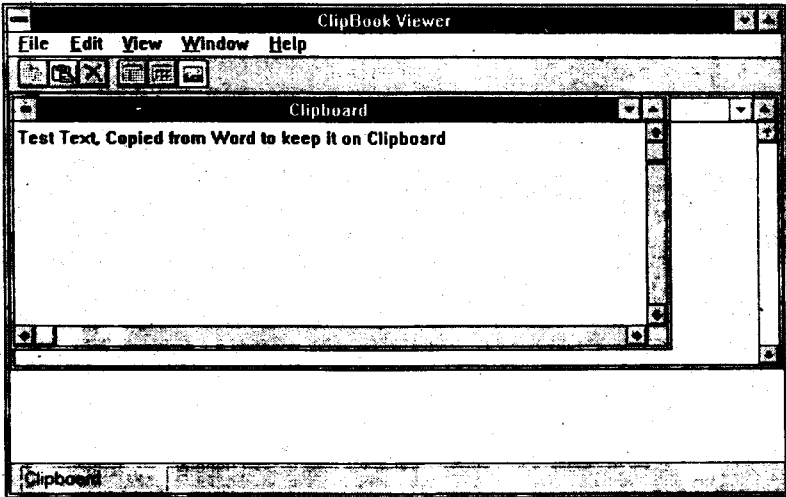 ClipBook Viewer
File Edit View Window Help
Clipboard
Test Text, Copied from Word to keep it on Clipboard
Clipboard